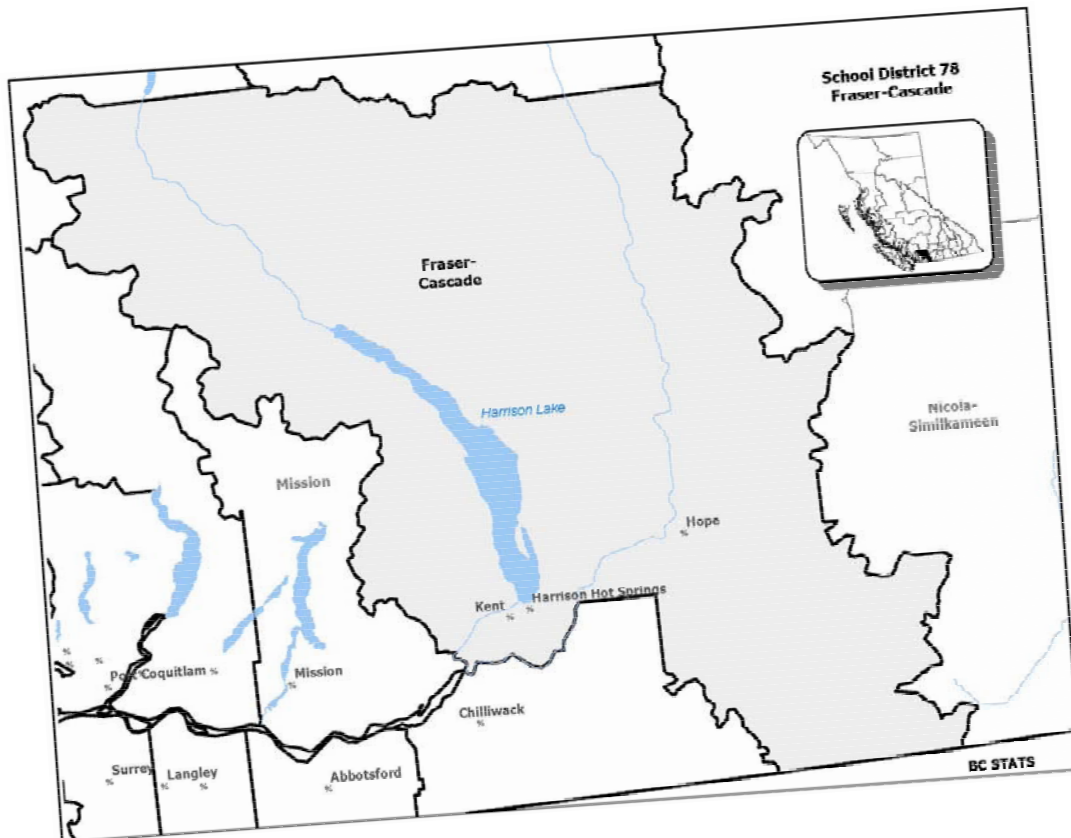 School District 78
Fraser-Cascade
Fraser-
Cascade
Harrison Lake
Nicola-
Similkameen
Mission
Hope
Harrison Hot Springs
Kent
Coquitlam
Mission
Chilliwack
Surrey
Langley
Abbotsford
BC STATS